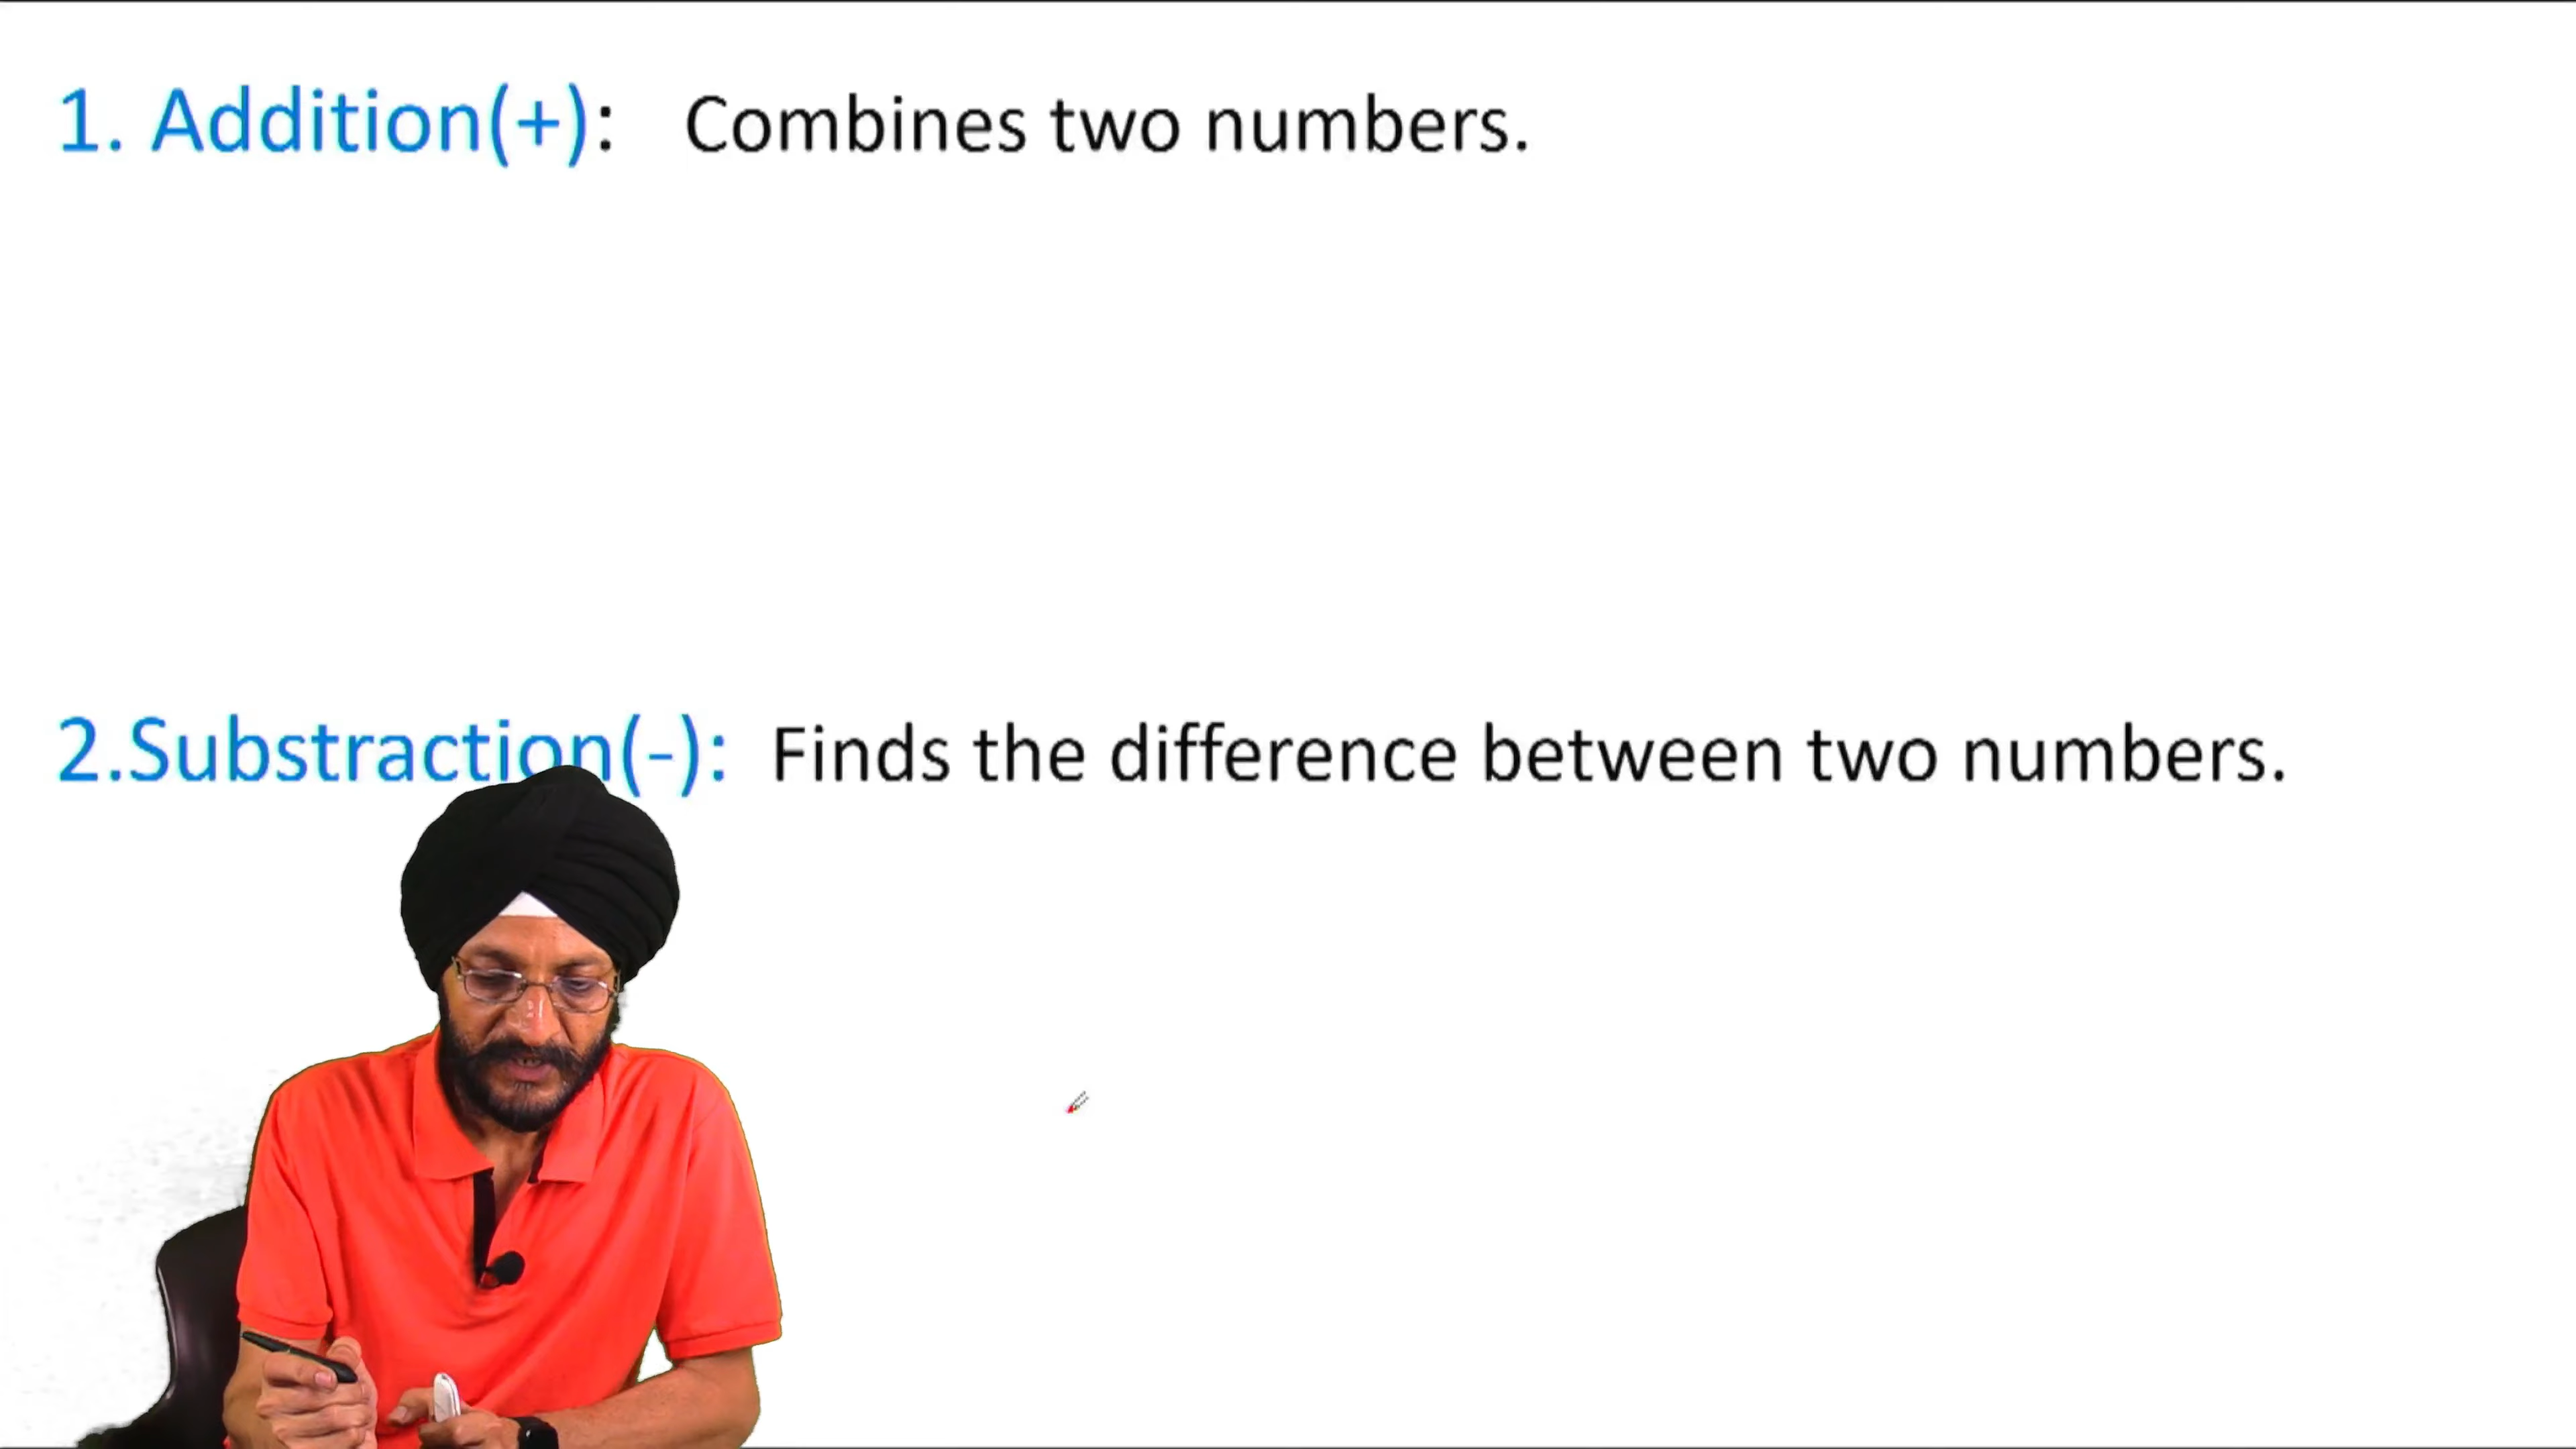 1. Addition(+): Combines two numbers.
2.Substraction(-): Finds the difference between two numbers.